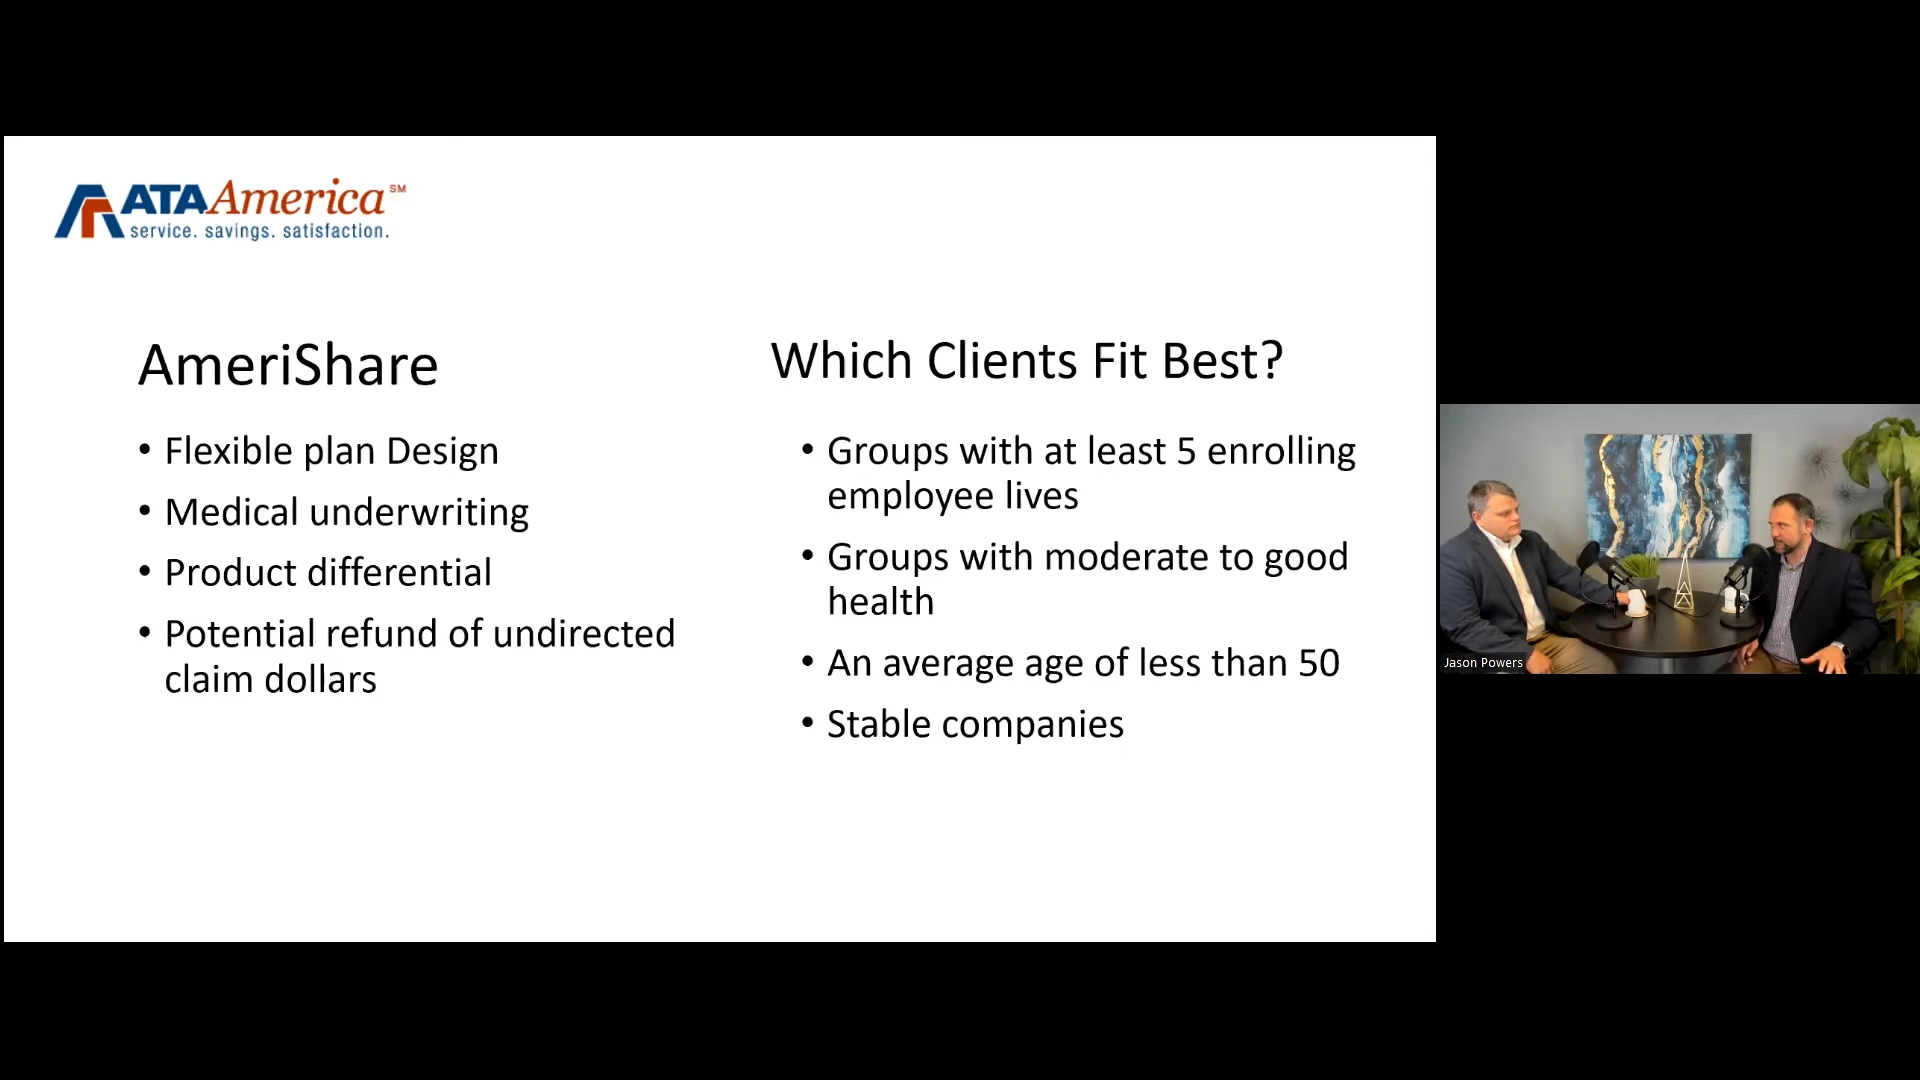 ATAAmerica℠
service. savings. satisfaction.
AmeriShare
• Flexible plan Design
• Medical underwriting
• Product differential
• Potential refund of undirected
claim dollars
Which Clients Fit Best?
• Groups with at least 5 enrolling
employee lives
• Groups with moderate to good
health
• An average age of less than 50
• Stable companies
Jason Powers